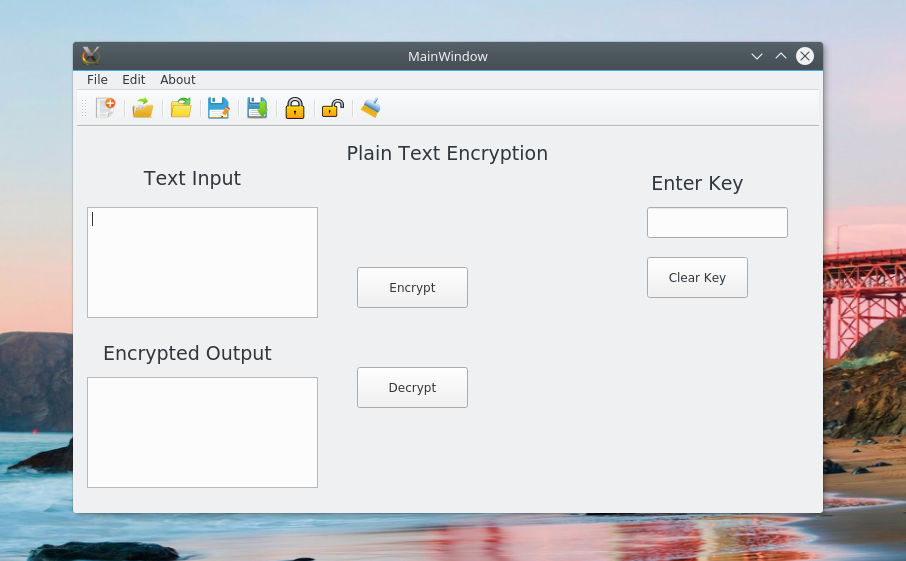 MainWindow
File Edit About
Plain Text Encryption
Text Input
Enter Key
Clear Key
Encrypt
Encrypted Output
Decrypt